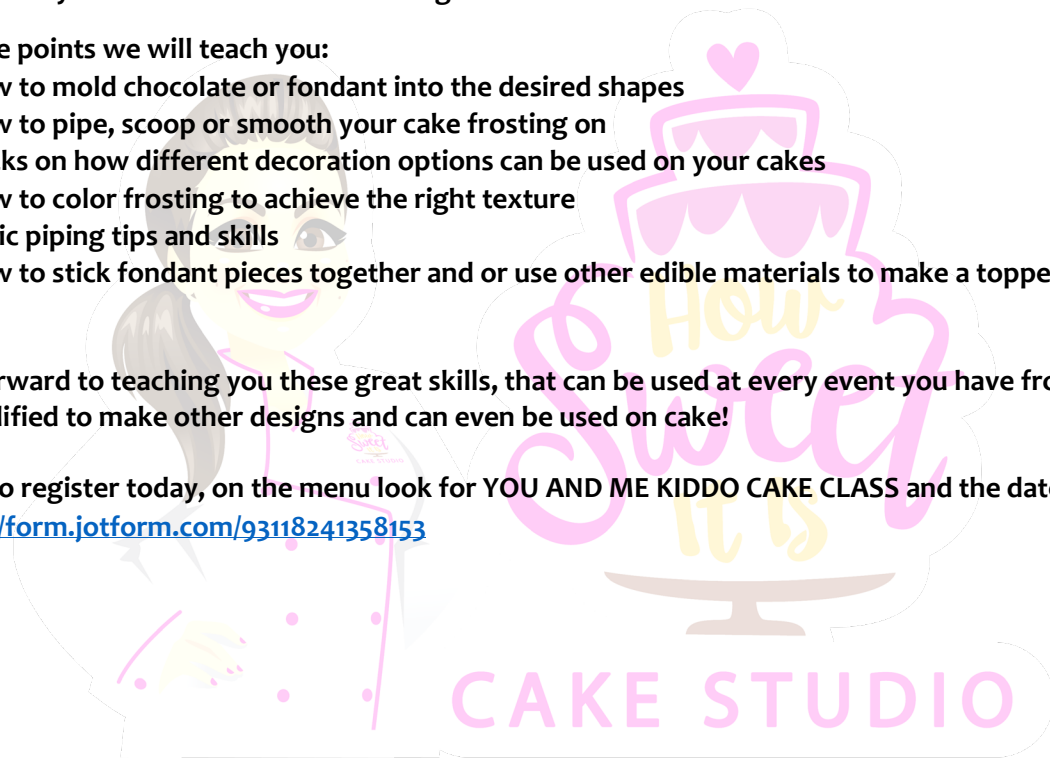 e points we will teach you:
w to mold chocolate or fondant into the desired shapes
w to pipe, scoop or smooth your cake frosting on
ks on how different decoration options can be used on your cakes
w to color frosting to achieve the right texture
ic piping tips and skills
w to stick fondant pieces together and or use other edible materials to make a toppe
rward to teaching you these great skills, that can be used at every event you have fro
lified to make other designs and can even be used on cake!
o register today, on the menu look for YOU AND ME KIDDO CAKE CLASS and the dat
/form.jotform.com/93118241358153
How
Sweet
It Is
CAKE STUDIO
Sweet
CAKE STUDIO